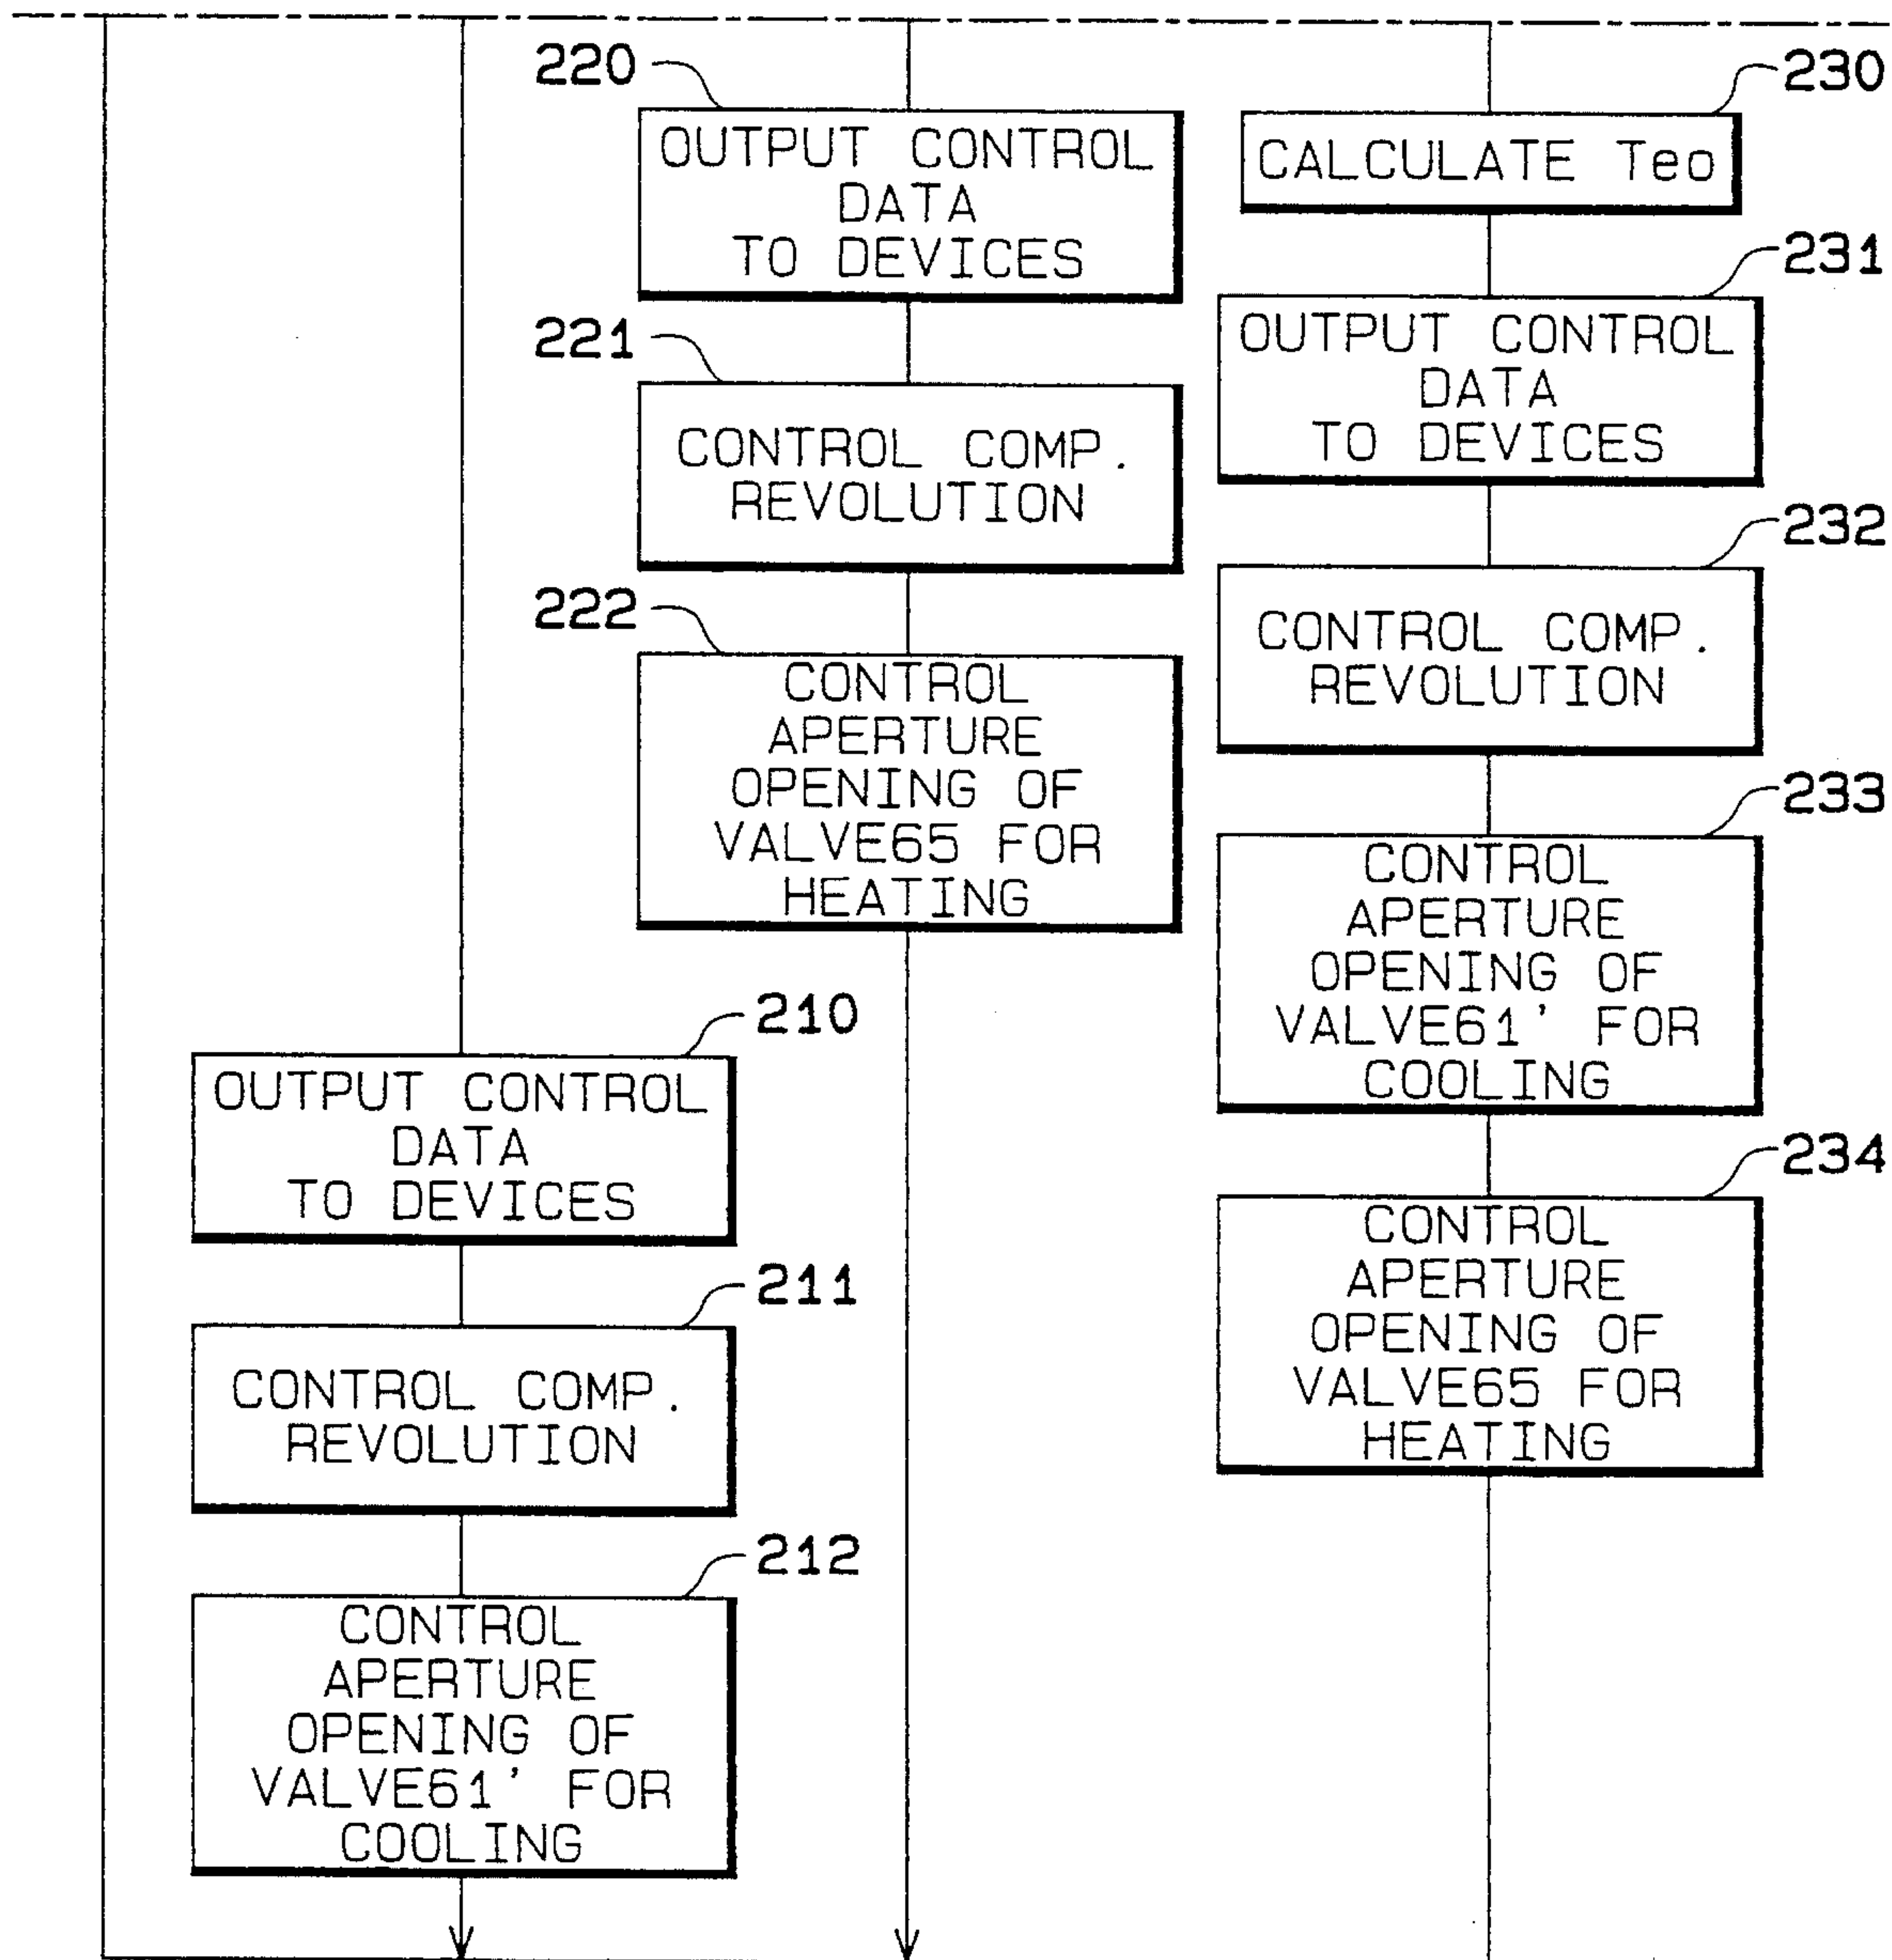 220
OUTPUT CONTROL
DATA
TO DEVICES
221
CONTROL COMP.
REVOLUTION
222
CONTROL
APERTURE
OPENING OF
VALVE65 FOR
HEATING
230
CALCULATE Teo
231
OUTPUT CONTROL
DATA
TO DEVICES
232
CONTROL COMP.
REVOLUTION
233
CONTROL
APERTURE
OPENING OF
VALVE61' FOR
COOLING
234
CONTROL
APERTURE
OPENING OF
VALVE65 FOR
HEATING
210
OUTPUT CONTROL
DATA
TO DEVICES
211
CONTROL COMP.
REVOLUTION
212
CONTROL
APERTURE
OPENING OF
VALVE61' FOR
COOLING